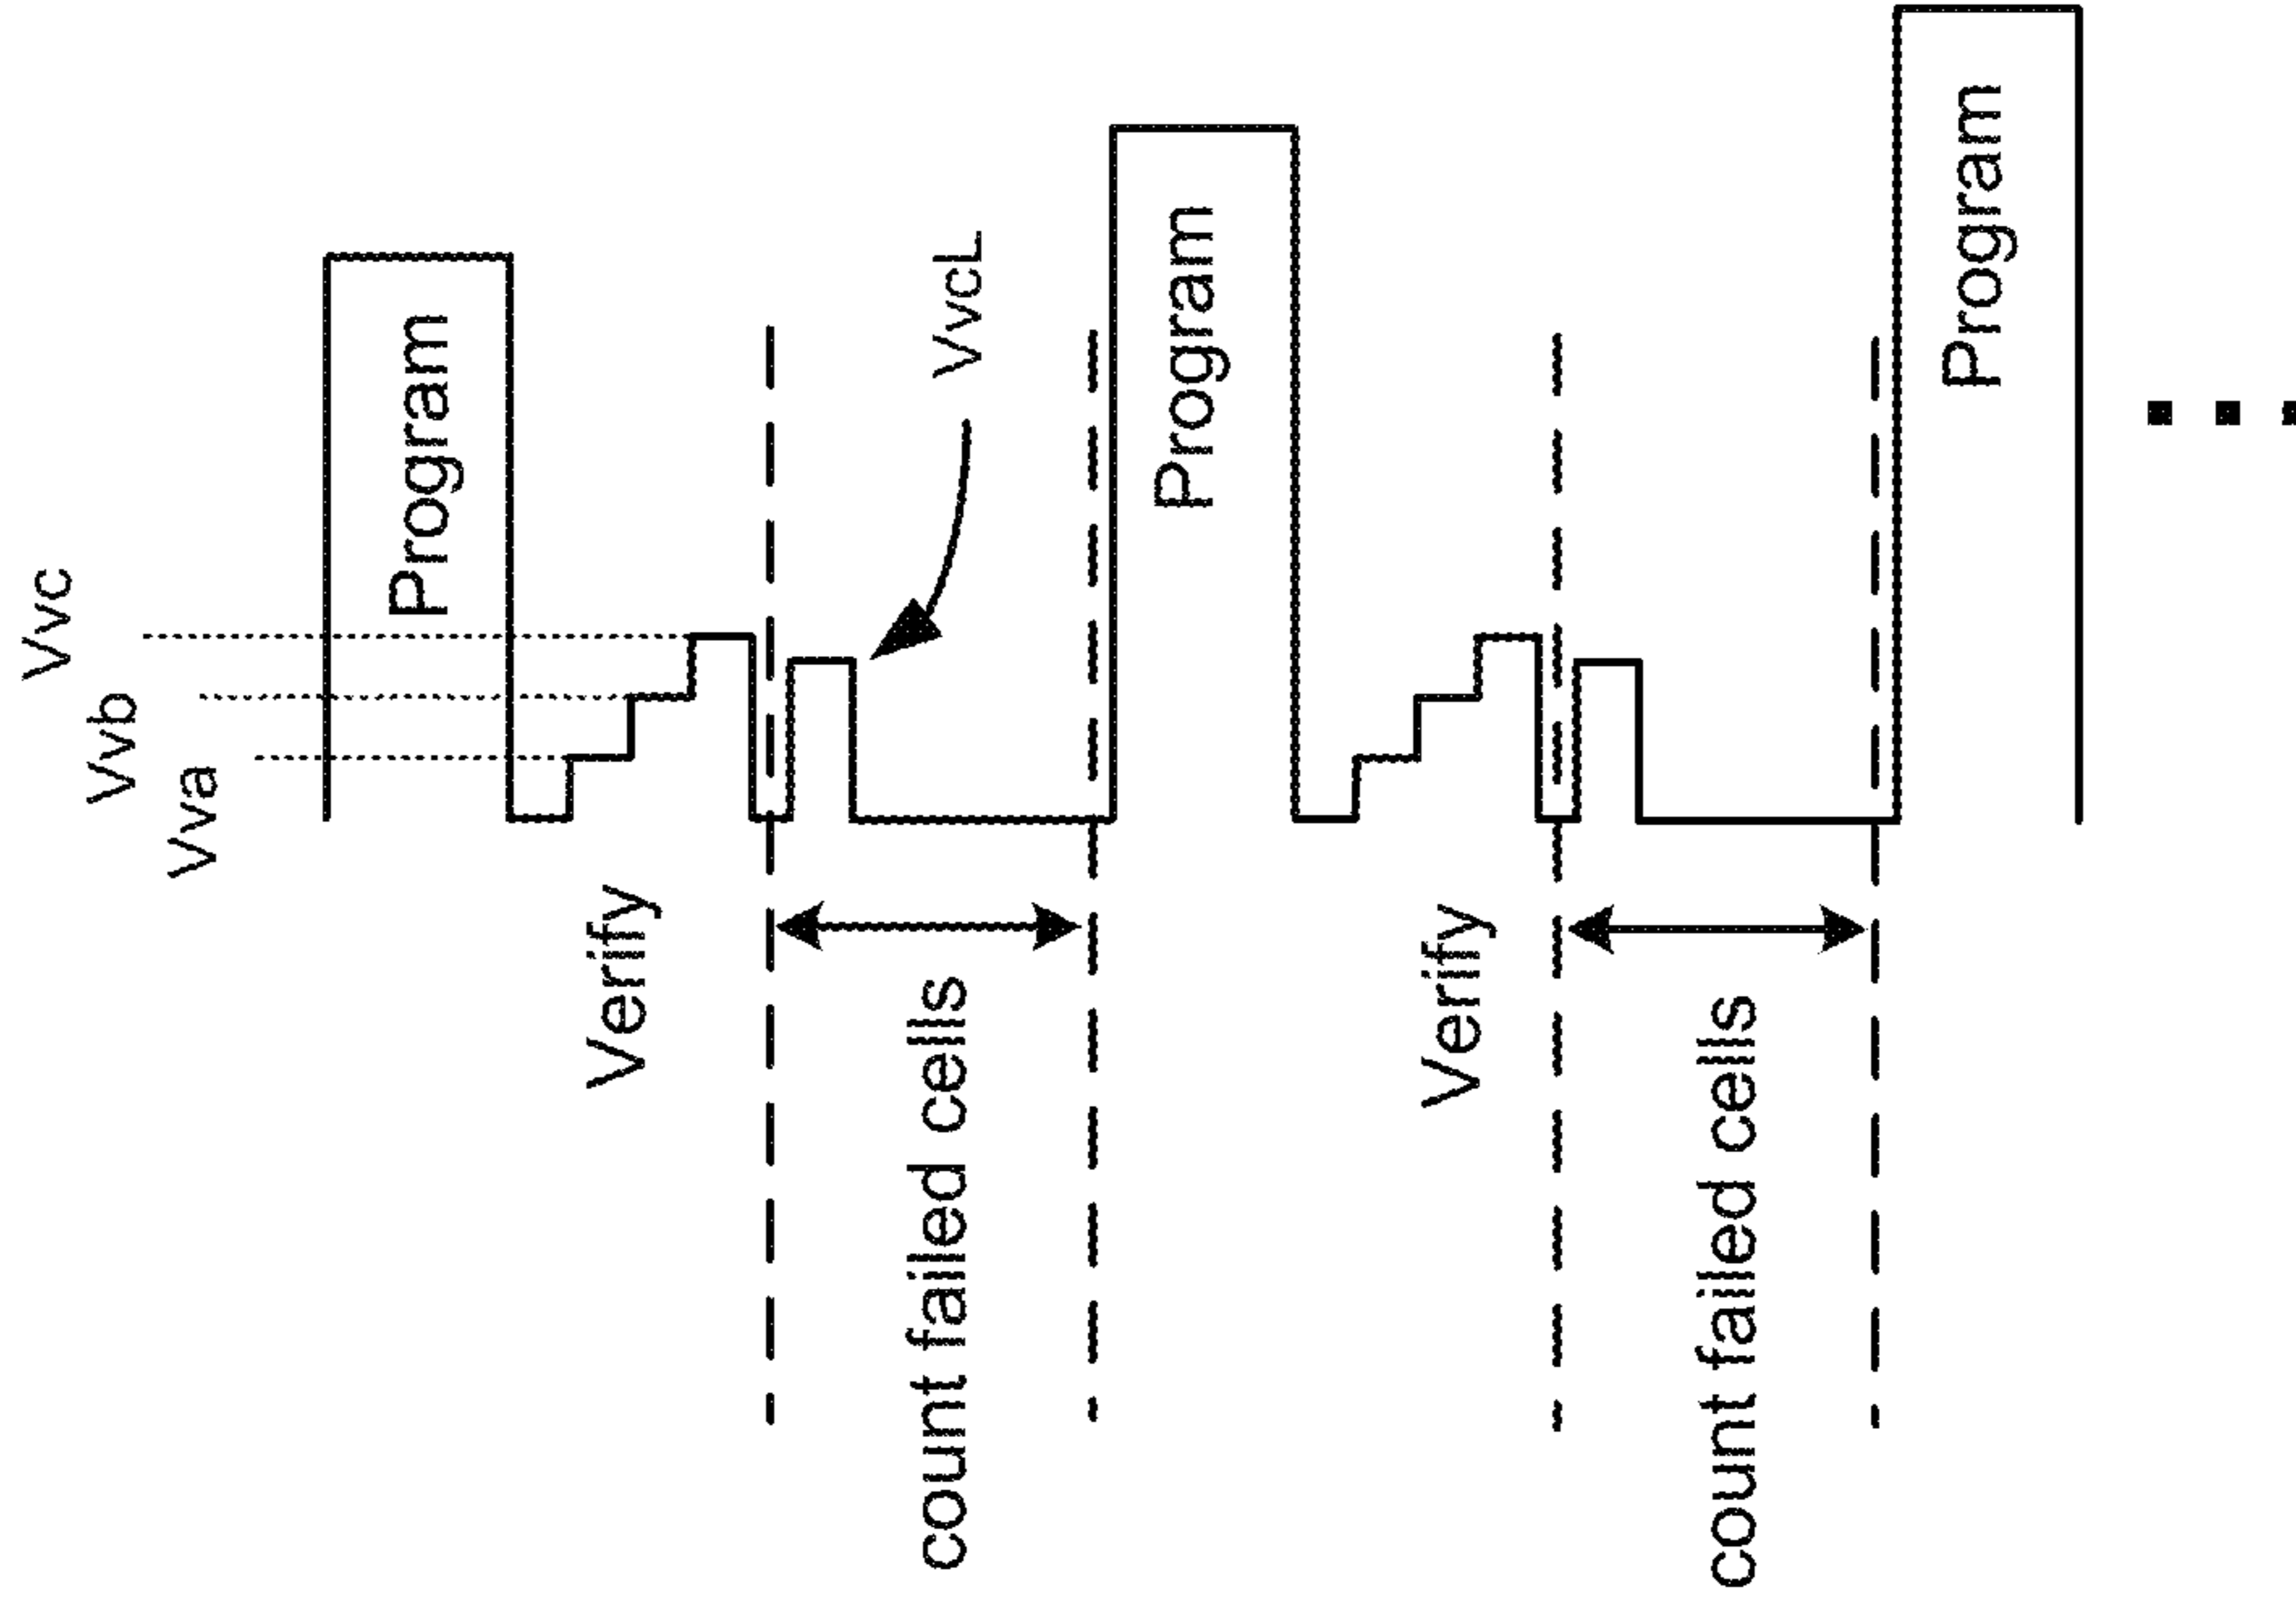 Vvc
Vvb
Vva
Program
Verify
count failed cells
VvcL
Program
Verify
count failed cells
Program